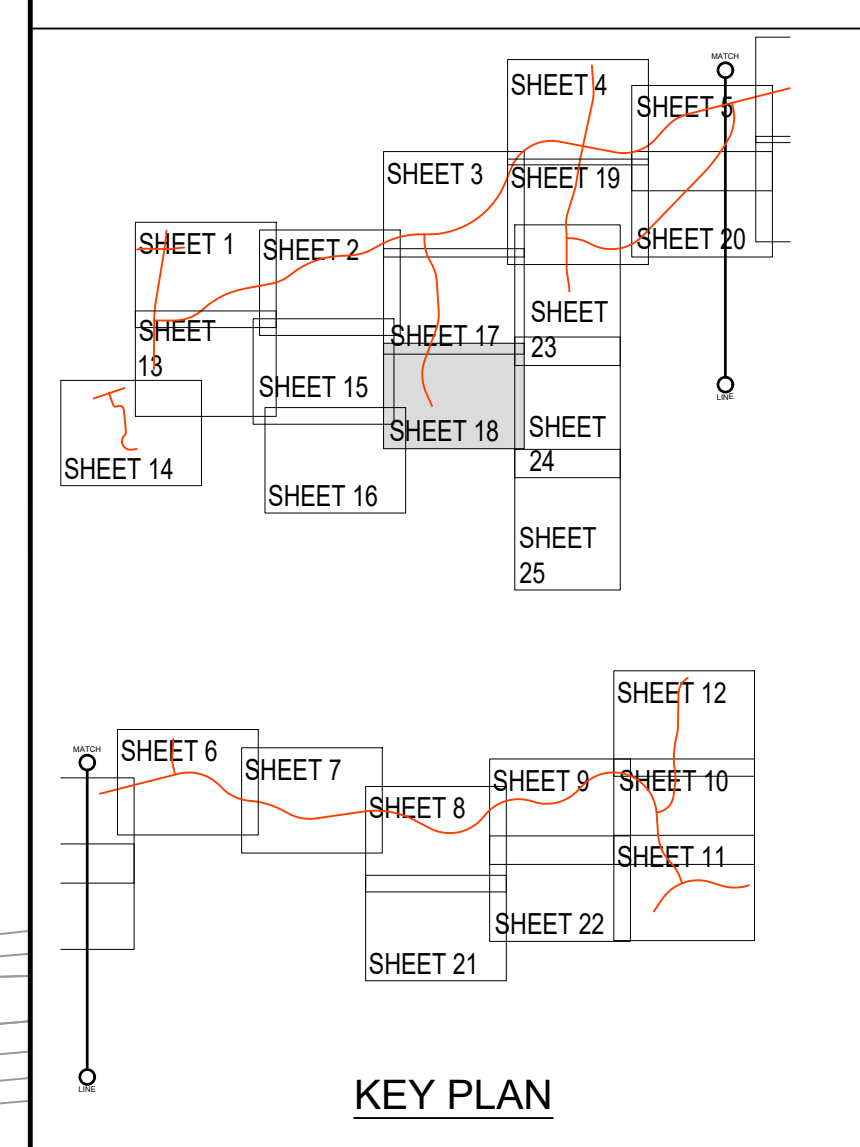 MATCH
SHEET 4
SHEET 5
SHEET 3
SHEET 19
SHEET 1
SHEET 2
SHEET 20
SHEET
13
SHEET 17
SHEET
23
SHEET 15
LINE
SHEET 14
SHEET 18
SHEET
24
SHEET 16
SHEET
25
SHEET 12
MATCH
SHEET 6
SHEET 7
SHEET 8
SHEET 9
SHEET 10
SHEET 11
SHEET 22
SHEET 21
LINE
KEY PLAN